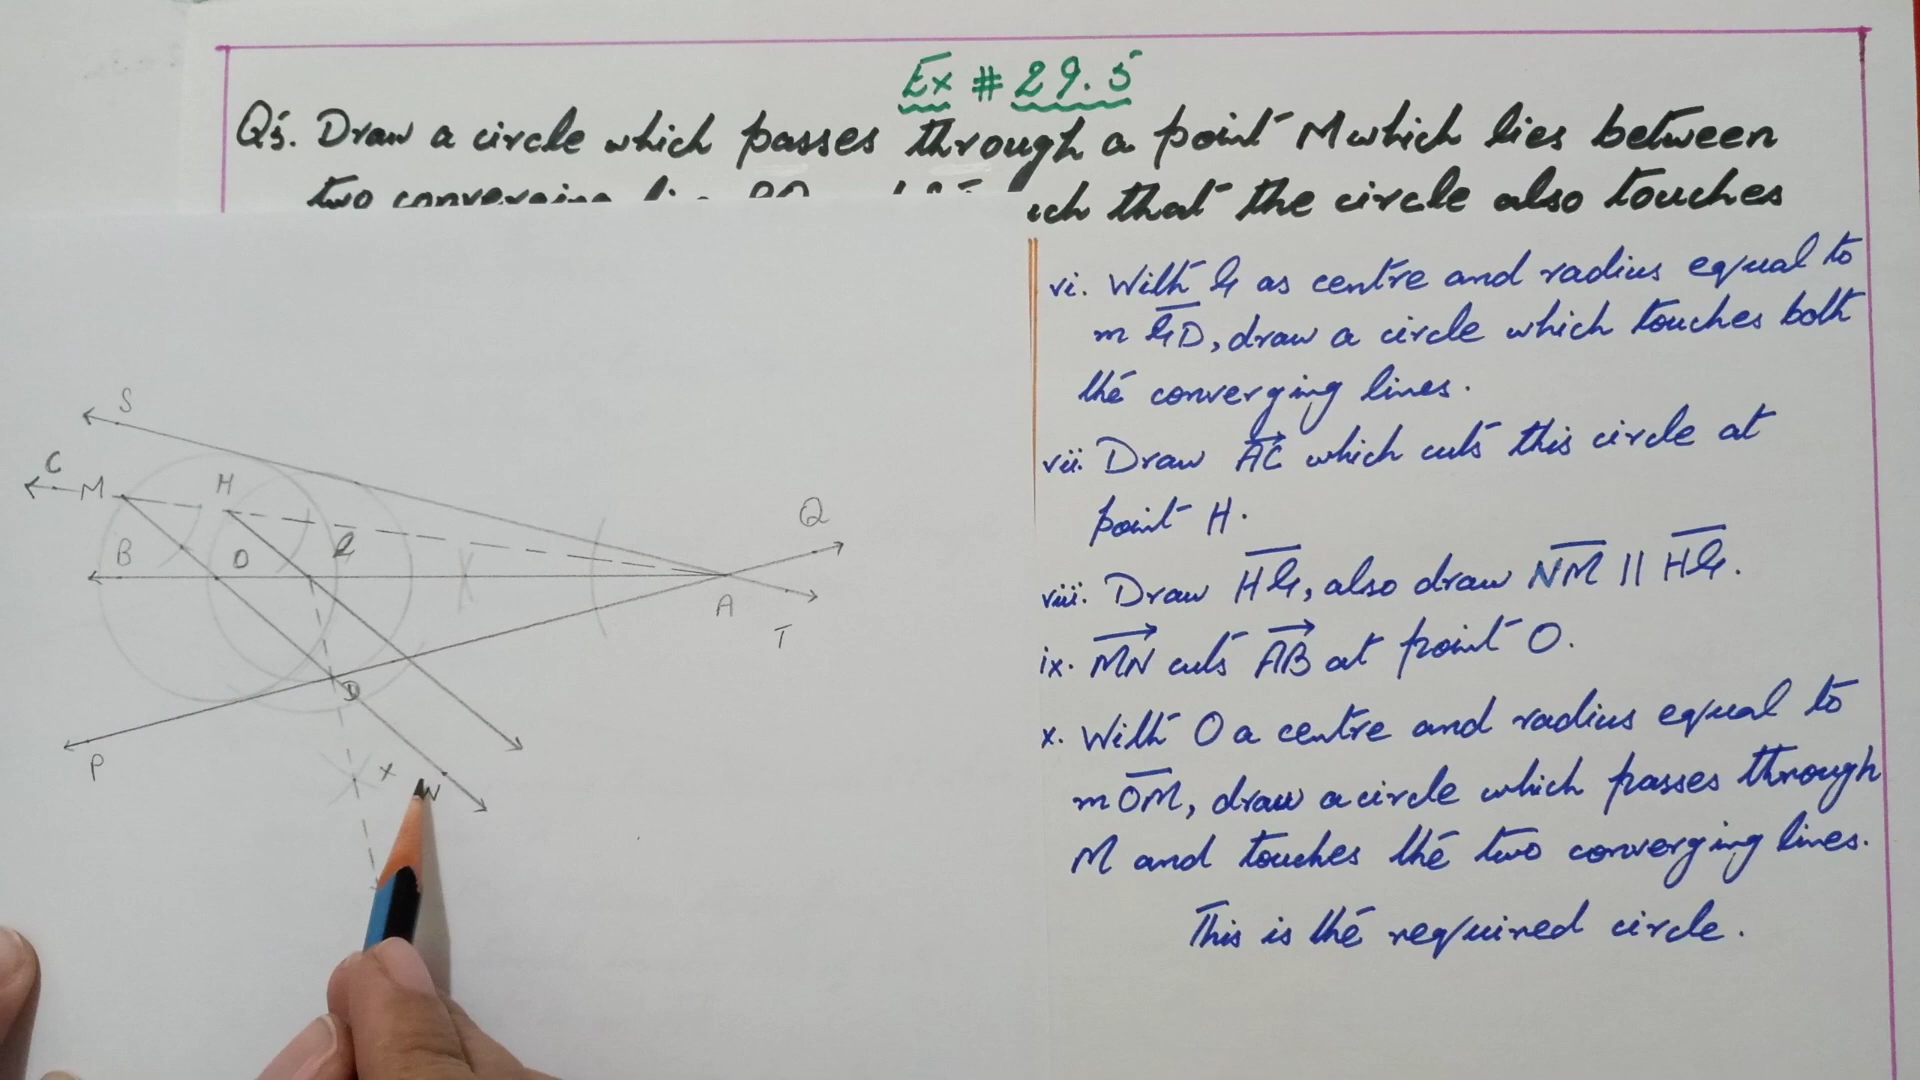 Ex # 29.5
Q5. Draw a circle which passes through a point M which lies between
two converging
that the circle also touches
vi. With G as centre and radius equal to
m GD, draw a circle which touches both
the converging lines.
vii. Draw AC which cuts this circle at
point H.
viii. Draw HG, also draw NM || HG.
ix. MN cuts AB at point O.
x. With O a centre and radius equal to
m OM, draw a circle which passes through
M and touches the two converging lines.
This is the required circle.
S
C
M
H
Q
B
O
G
A
T
D
P
X
N